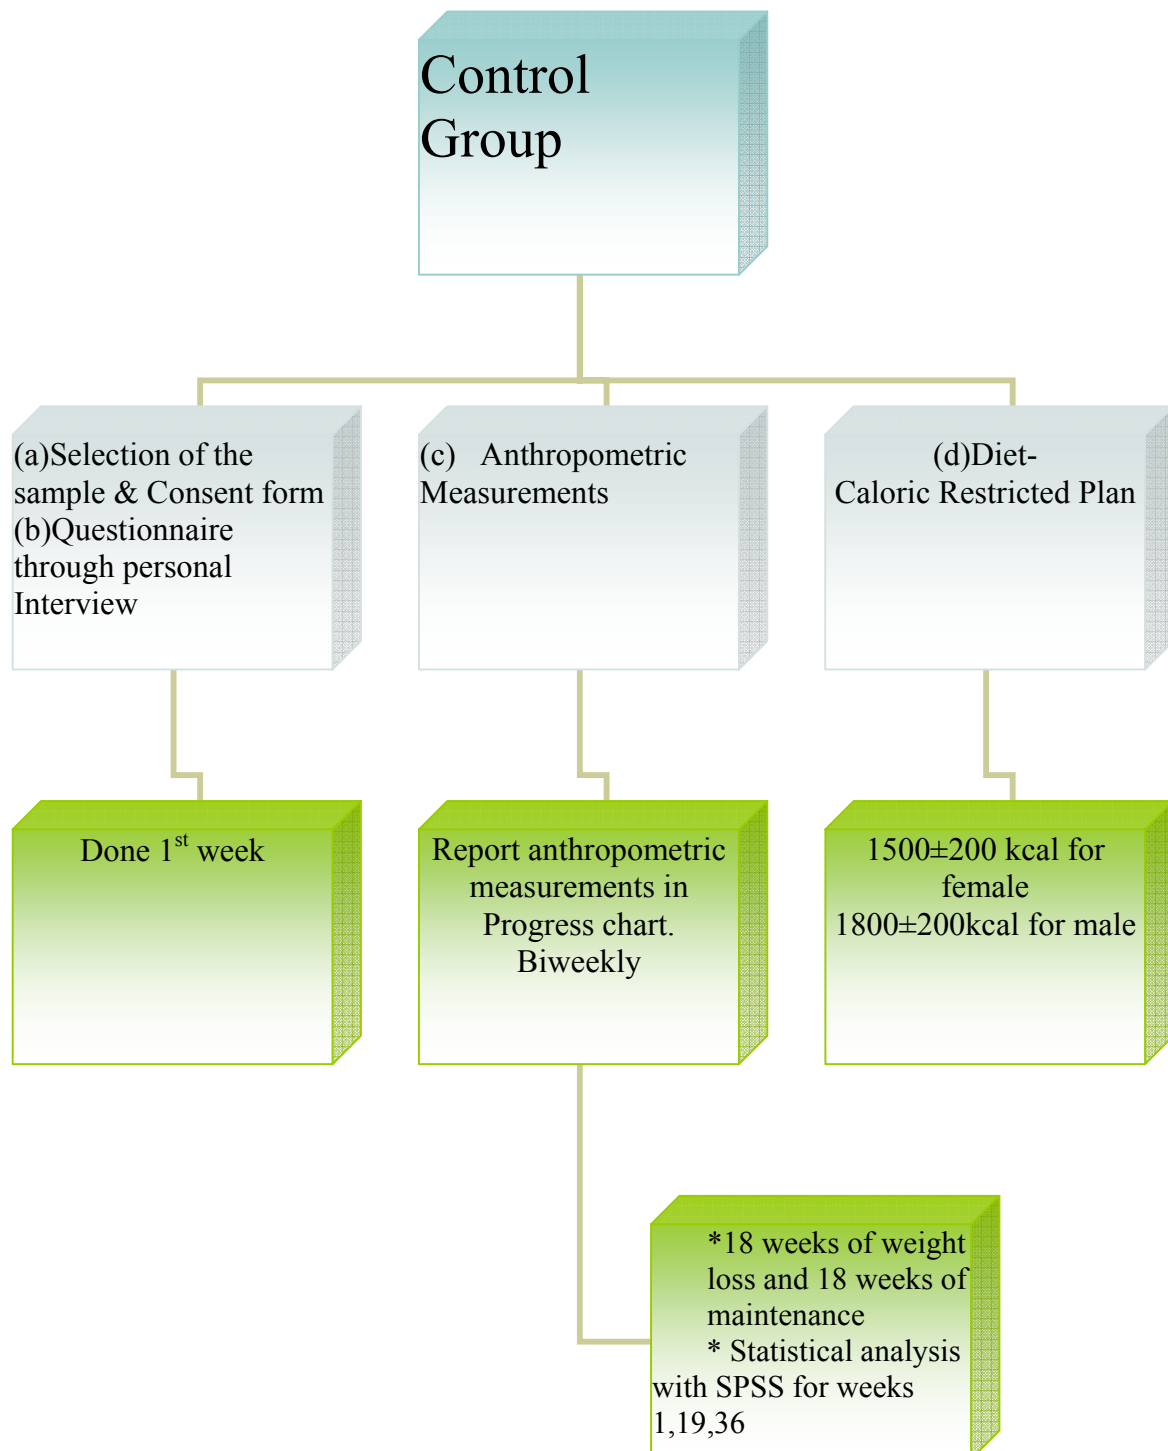 Control
Group
(a)Selection of the
sample & Consent form
(b)Questionnaire
through personal
Interview
(c) Anthropometric
Measurements
(d)Diet-
Caloric Restricted Plan
Done 1st week
Report anthropometric
measurements in
Progress chart.
Biweekly
1500±200 kcal for
female
1800±200kcal for male
*18 weeks of weight
loss and 18 weeks of
maintenance
* Statistical analysis
with SPSS for weeks
1,19,36